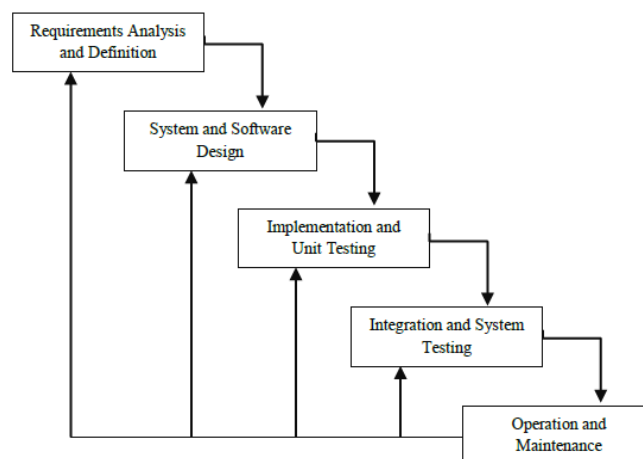 Requirements Analysis
and Definition
System and Software
Design
Implementation and
Unit Testing
Integration and System
Testing
Operation and
Maintenance